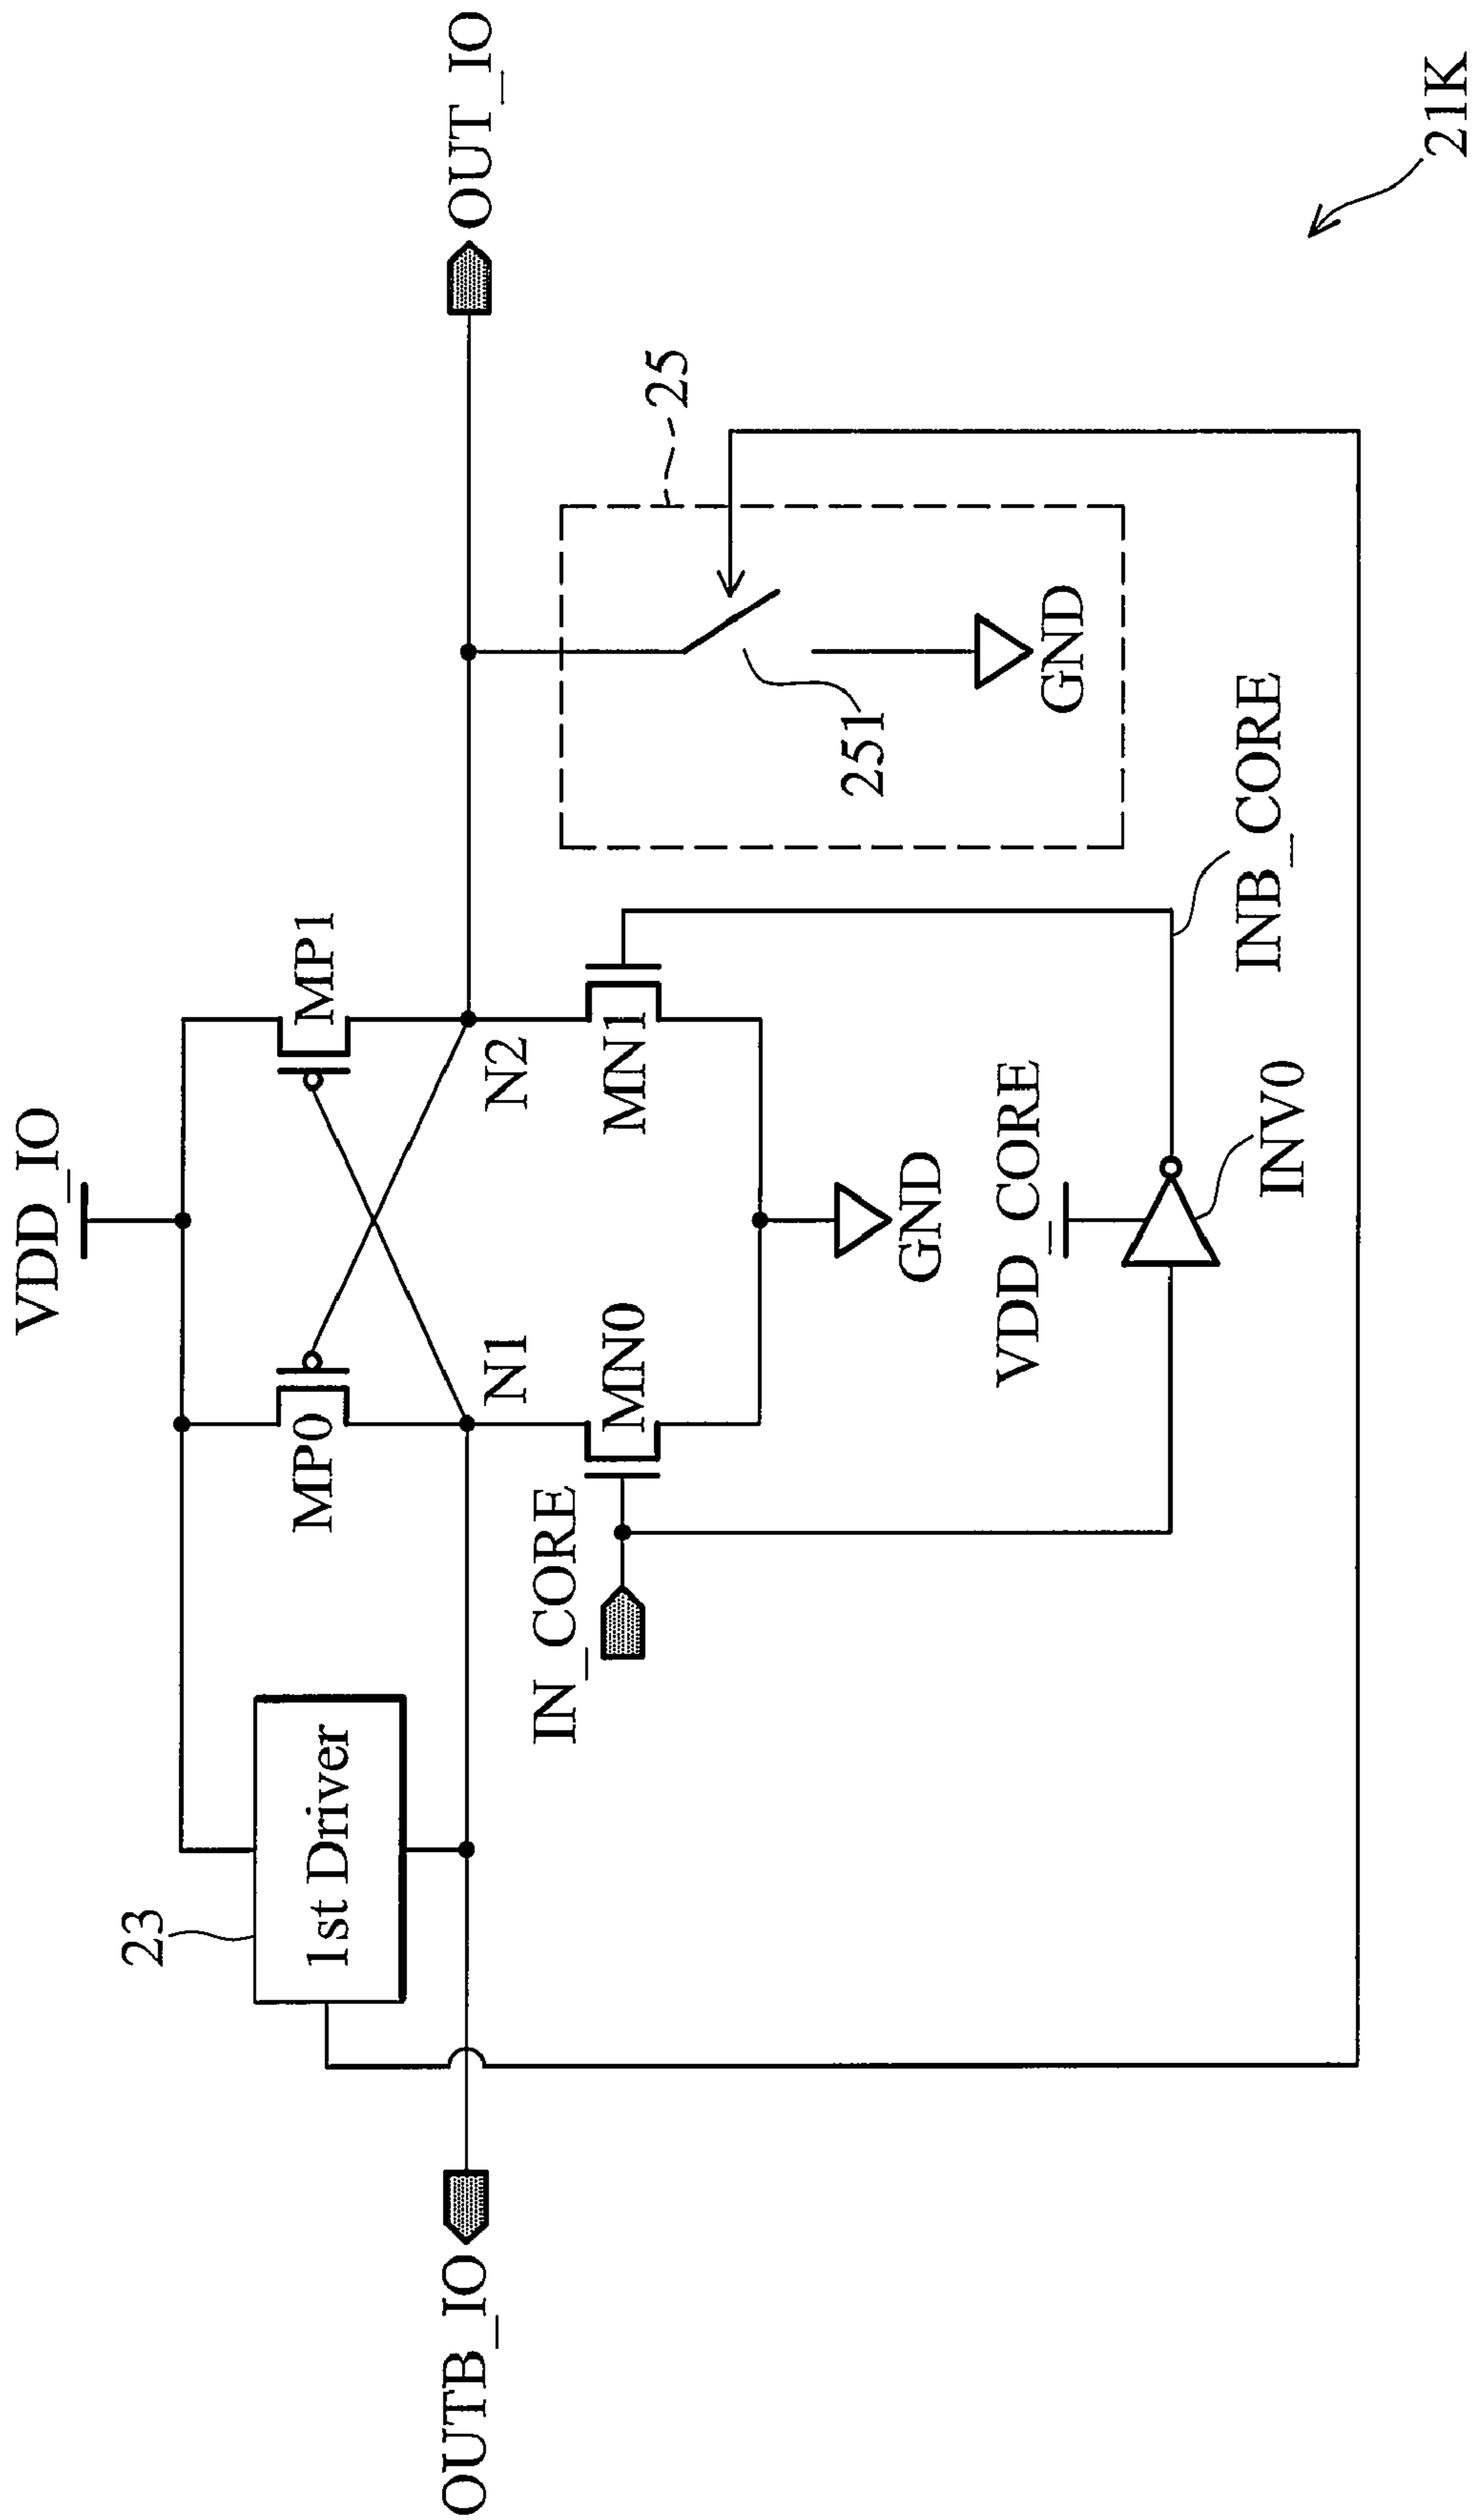 VDD_IO
23
1st Driver
MP0
MP1
OUTB_IO
N1
N2
OUT_IO
IN_CORE
MN0
MN1
25
251
GND
GND
VDD_CORE
INV0
INB_CORE
21K